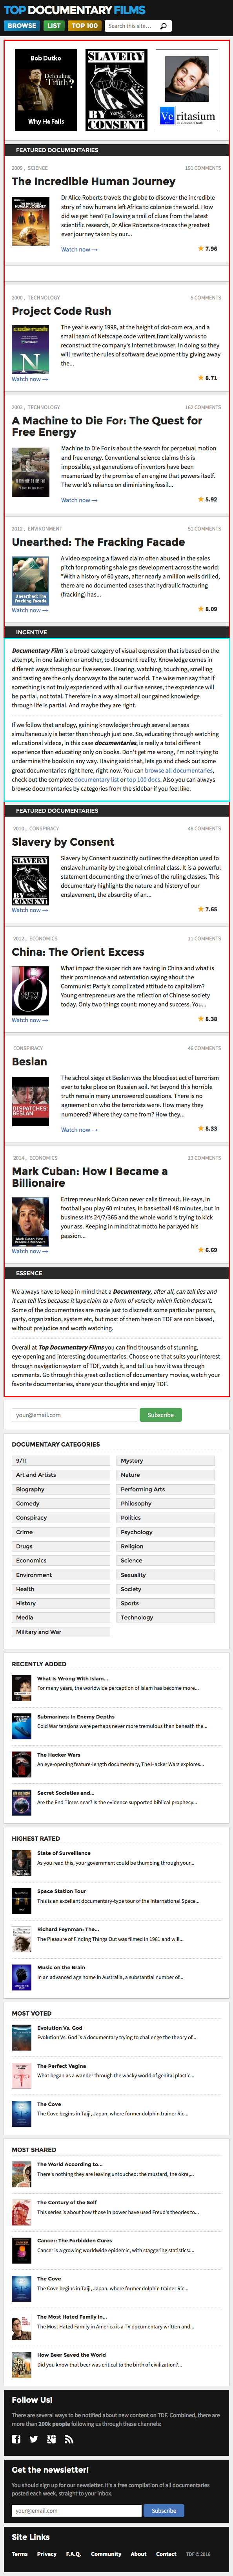 TOP DOCUMENTARY FILMS
BROWSE LIST TOP 100 Search this site...
Bob Dutko
Defending Truth?
Why He Fails
SLAVERY BY CONSENT
Ve ritasium
FEATURED DOCUMENTARIES
2009, SCIENCE 151 COMMENTS
The Incredible Human Journey
Dr Alice Roberts travels the globe to discover the incredible
story of how humans left Africa to colonize the world. How
did we get here? Following a trail of clues from the latest
scientific research, Dr Alice Roberts re-traces the greatest
ever journey taken by our...
Watch now → 7.96
2000, TECHNOLOGY 5 COMMENTS
Project Code Rush
The year is early 1998, at the height of dot-com era, and a
small team of Netscape code writers frantically works to
reconstruct the company's Internet browser. In doing so they
will rewrite the rules of software development by giving away
the...
Watch now → 8.71
2003, TECHNOLOGY 162 COMMENTS
A Machine to Die For: The Quest for
Free Energy
Machine to Die For is about the search for perpetual motion
and free energy. Conventional science claims this is
impossible, yet generations of inventors have been
mesmerized by the promise of an engine that powers itself.
The world's reliance on diminishing fossil...
Watch now → 5.92
2012, ENVIRONMENT 51 COMMENTS
Unearthed: The Fracking Facade
A video exposing a flawed claim often abused in the sales
pitch for promoting shale gas development across the world:
"With a history of 60 years, after nearly a million wells drilled,
there are no documented cases that hydraulic fracturing
(fracking) has...
Watch now → 8.09
INCENTIVE
Documentary Film is a broad category of visual expression that is based on the
attempt, in one fashion or another, to document reality. Knowledge comes in
different ways through our five senses. Hearing, watching, touching, smelling
and tasting are the only experiences of the known world. The wise men say that if
something is not truly experienced with all our five senses, the experience will
be partial, not total. Therefore in a way almost all our gained knowledge
through life is partial. And maybe they are right.
If we follow that analogy, gaining knowledge through several senses
simultaneously is better than through just one. So, educating through watching
educational videos, in this case documentaries, is really a total different
experience than educating only on books. Don't get me wrong, I'm not trying to
undermine the books in any way. Having said that, lets go and check out some
great documentaries right here, right now. You can browse all documentaries,
check out the complete documentary list or top 100 docs. Also you can always
browse documentaries by categories in the sidebar if you feel like.
FEATURED DOCUMENTARIES
2010, CONSPIRACY 48 COMMENTS
Slavery by Consent
Slavery by Consent succinctly outlines the deception used to
enslave humanity by the global criminal class. It is a powerful
statement documenting the crimes of the ruling classes. This
documentary highlights the nature and history of our
enslavement, the absurdity of an...
Watch now → 7.65
2012, ECONOMICS 11 COMMENTS
China: The Orient Excess
What impact the super rich are having in China and what is
their prominence and potential saying about the
Communist Party's complicated attitude to capitalism?
Young entrepreneurs are the reflection of Chinese society
today. Only two things count: money and success. You...
Watch now → 8.38
CONSPIRACY 46 COMMENTS
Beslan
The school siege at Beslan was the bloodiest act of terrorism
ever to take place on Russian soil. Yet beyond this horrible
truth remain many unanswered questions. There is no
agreement on who the terrorists were. How many they
numbered? Where they came from? How they...
DISPATCHES: BESLAN
Watch now → 8.33
2014, ECONOMICS 13 COMMENTS
Mark Cuban: How I Became a
Billionaire
Entrepreneur Mark Cuban never calls timeout. He says, in
football you play 60 minutes, in basketball 48 minutes, but in
business it's 24/7/365 and the whole world is trying to kick
your ass. Keeping in mind that motto he parlayed his
passion...
Watch now → 6.69
ESSENCE
We always have to keep in mind that a Documentary, after all, can tell lies and
it can tell lies because it lays claim to a form of veracity which fiction doesn't.
Some of the documentaries are made just to discredit some particular person,
party, organization, system etc, but most of them here on TDF are non biased,
without prejudice and worth watching.
Overall at Top Documentary Films you can find thousands of stunning,
eye opening and interesting documentaries. Choose one that suits your interest
through navigation system of TDF, watch it, and tell us how it was through
comments. Go through this great collection of documentary movies, watch your
favorite documentaries, share your thoughts and enjoy TDF.
your@email.com Subscribe
DOCUMENTARY CATEGORIES
9/11 Mystery
Art and Artists Nature
Biography Performing Arts
Comedy Philosophy
Conspiracy Politics
Crime Psychology
Drugs Religion
Economics Science
Environment Sexuality
Health Society
History Sports
Media Technology
Military and War
RECENTLY ADDED
What Is Wrong With Islam...
For many years, the worldwide perception of Islam has become more...
Submarines: In Enemy Depths
Cold War tensions were perhaps never more tremulous than beneath the...
The Hacker Wars
An eye-opening feature-length documentary, The Hacker Wars explores...
Secret Societies and...
Are the End Times near? Is the evidence supported biblical prophecy...
HIGHEST RATED
State of Surveillance
As you read this, your government could be thumbing through your...
Space Station Tour
This is an excellent documentary-type tour of the International Space...
Richard Feynman: The...
The Pleasure of Finding Things Out was filmed in 1981 and will...
Music on the Brain
In an advanced age home in Australia, a substantial number of...
MOST VOTED
Evolution Vs. God
Evolution Vs. God is a documentary trying to challenge the theory of...
The Perfect Vagina
What began as a wander through the wacky world of genital plastic...
The Cove
The Cove begins in Taiji, Japan, where former dolphin trainer Ric...
MOST SHARED
The World According to...
There's nothing they are leaving untouched: the mustard, the okra,...
The Century of the Self
This series is about how those in power have used Freud's theories to...
Cancer: The Forbidden Cures
Cancer is a growing worldwide epidemic, with staggering statistics:...
The Cove
The Cove begins in Taiji, Japan, where former dolphin trainer Ric...
The Most Hated Family In...
The Most Hated Family in America is a TV documentary written and...
How Beer Saved the World
Did you know that beer was critical to the birth of civilization?...
Follow Us!
There are several ways to be notified about new content on TDF. Combined, there are
more than 200k people following us through these channels:
Get the newsletter!
You should sign up for our newsletter. It's a free compilation of all documentaries
posted each week, straight to your inbox.
your@email.com Subscribe
Site Links
Terms Privacy F.A.Q. Community About Contact TDF © 2016